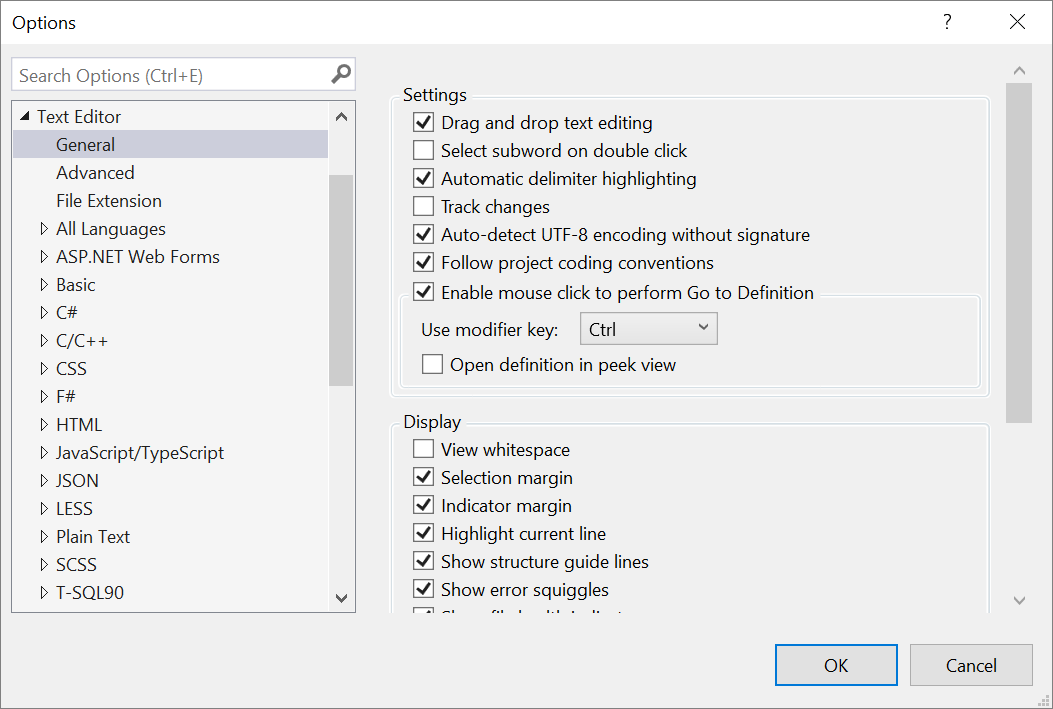 Options
?
Search Options (Ctrl+E)
Text Editor
General
Advanced
File Extension
All Languages
ASP.NET Web Forms
Basic
C#
C/C++
CSS
F#
HTML
JavaScript/TypeScript
JSON
LESS
Plain Text
SCSS
T-SQL90
Settings
Drag and drop text editing
Select subword on double click
Automatic delimiter highlighting
Track changes
Auto-detect UTF-8 encoding without signature
Follow project coding conventions
Enable mouse click to perform Go to Definition
Use modifier key: Ctrl
Open definition in peek view
Display
View whitespace
Selection margin
Indicator margin
Highlight current line
Show structure guide lines
Show error squiggles
OK
Cancel